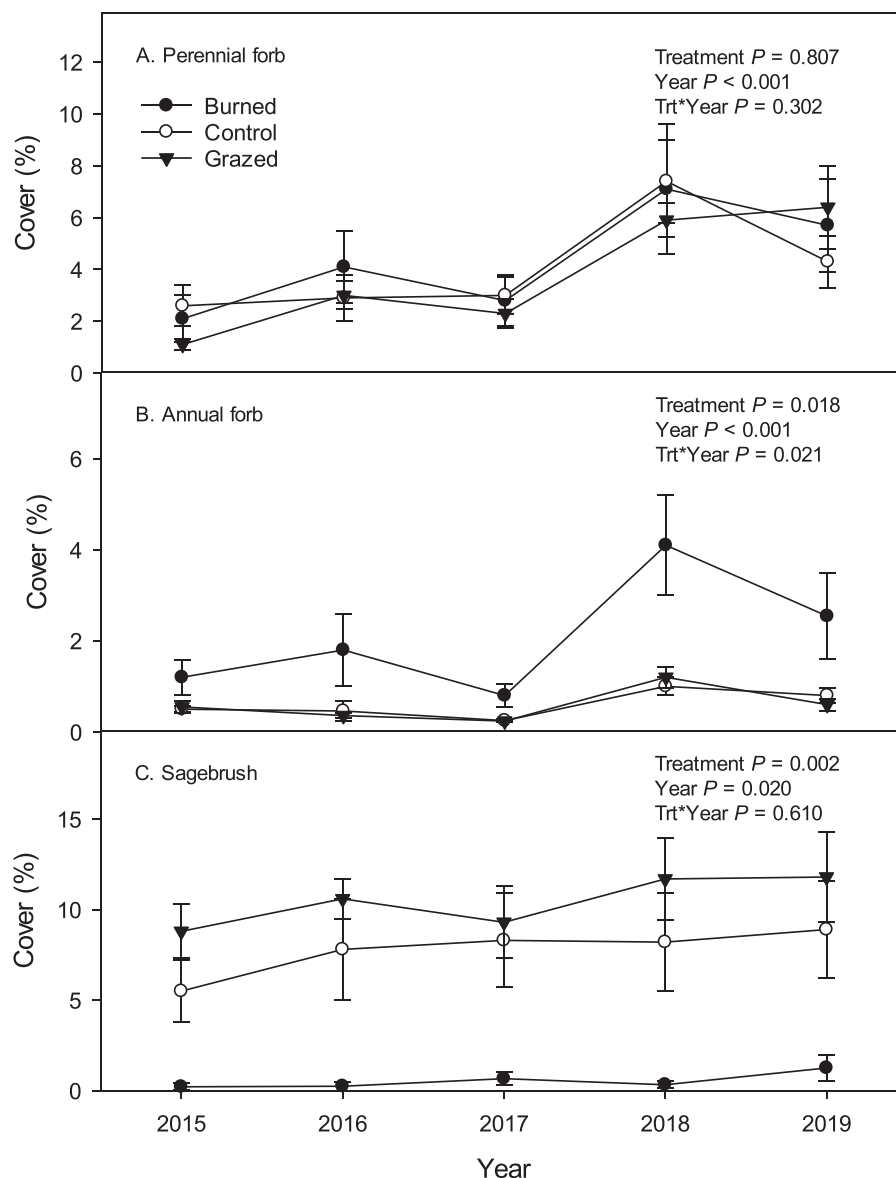 A. Perennial forb
Burned
Control
Grazed
Treatment P = 0.807
Year P < 0.001
Trt*Year P = 0.302
Cover (%)
12
10
8
6
4
2
0
B. Annual forb
Treatment P = 0.018
Year P < 0.001
Trt*Year P = 0.021
Cover (%)
6
4
2
0
C. Sagebrush
Treatment P = 0.002
Year P = 0.020
Trt*Year P = 0.610
Cover (%)
15
10
5
0
2015 2016 2017 2018 2019
Year